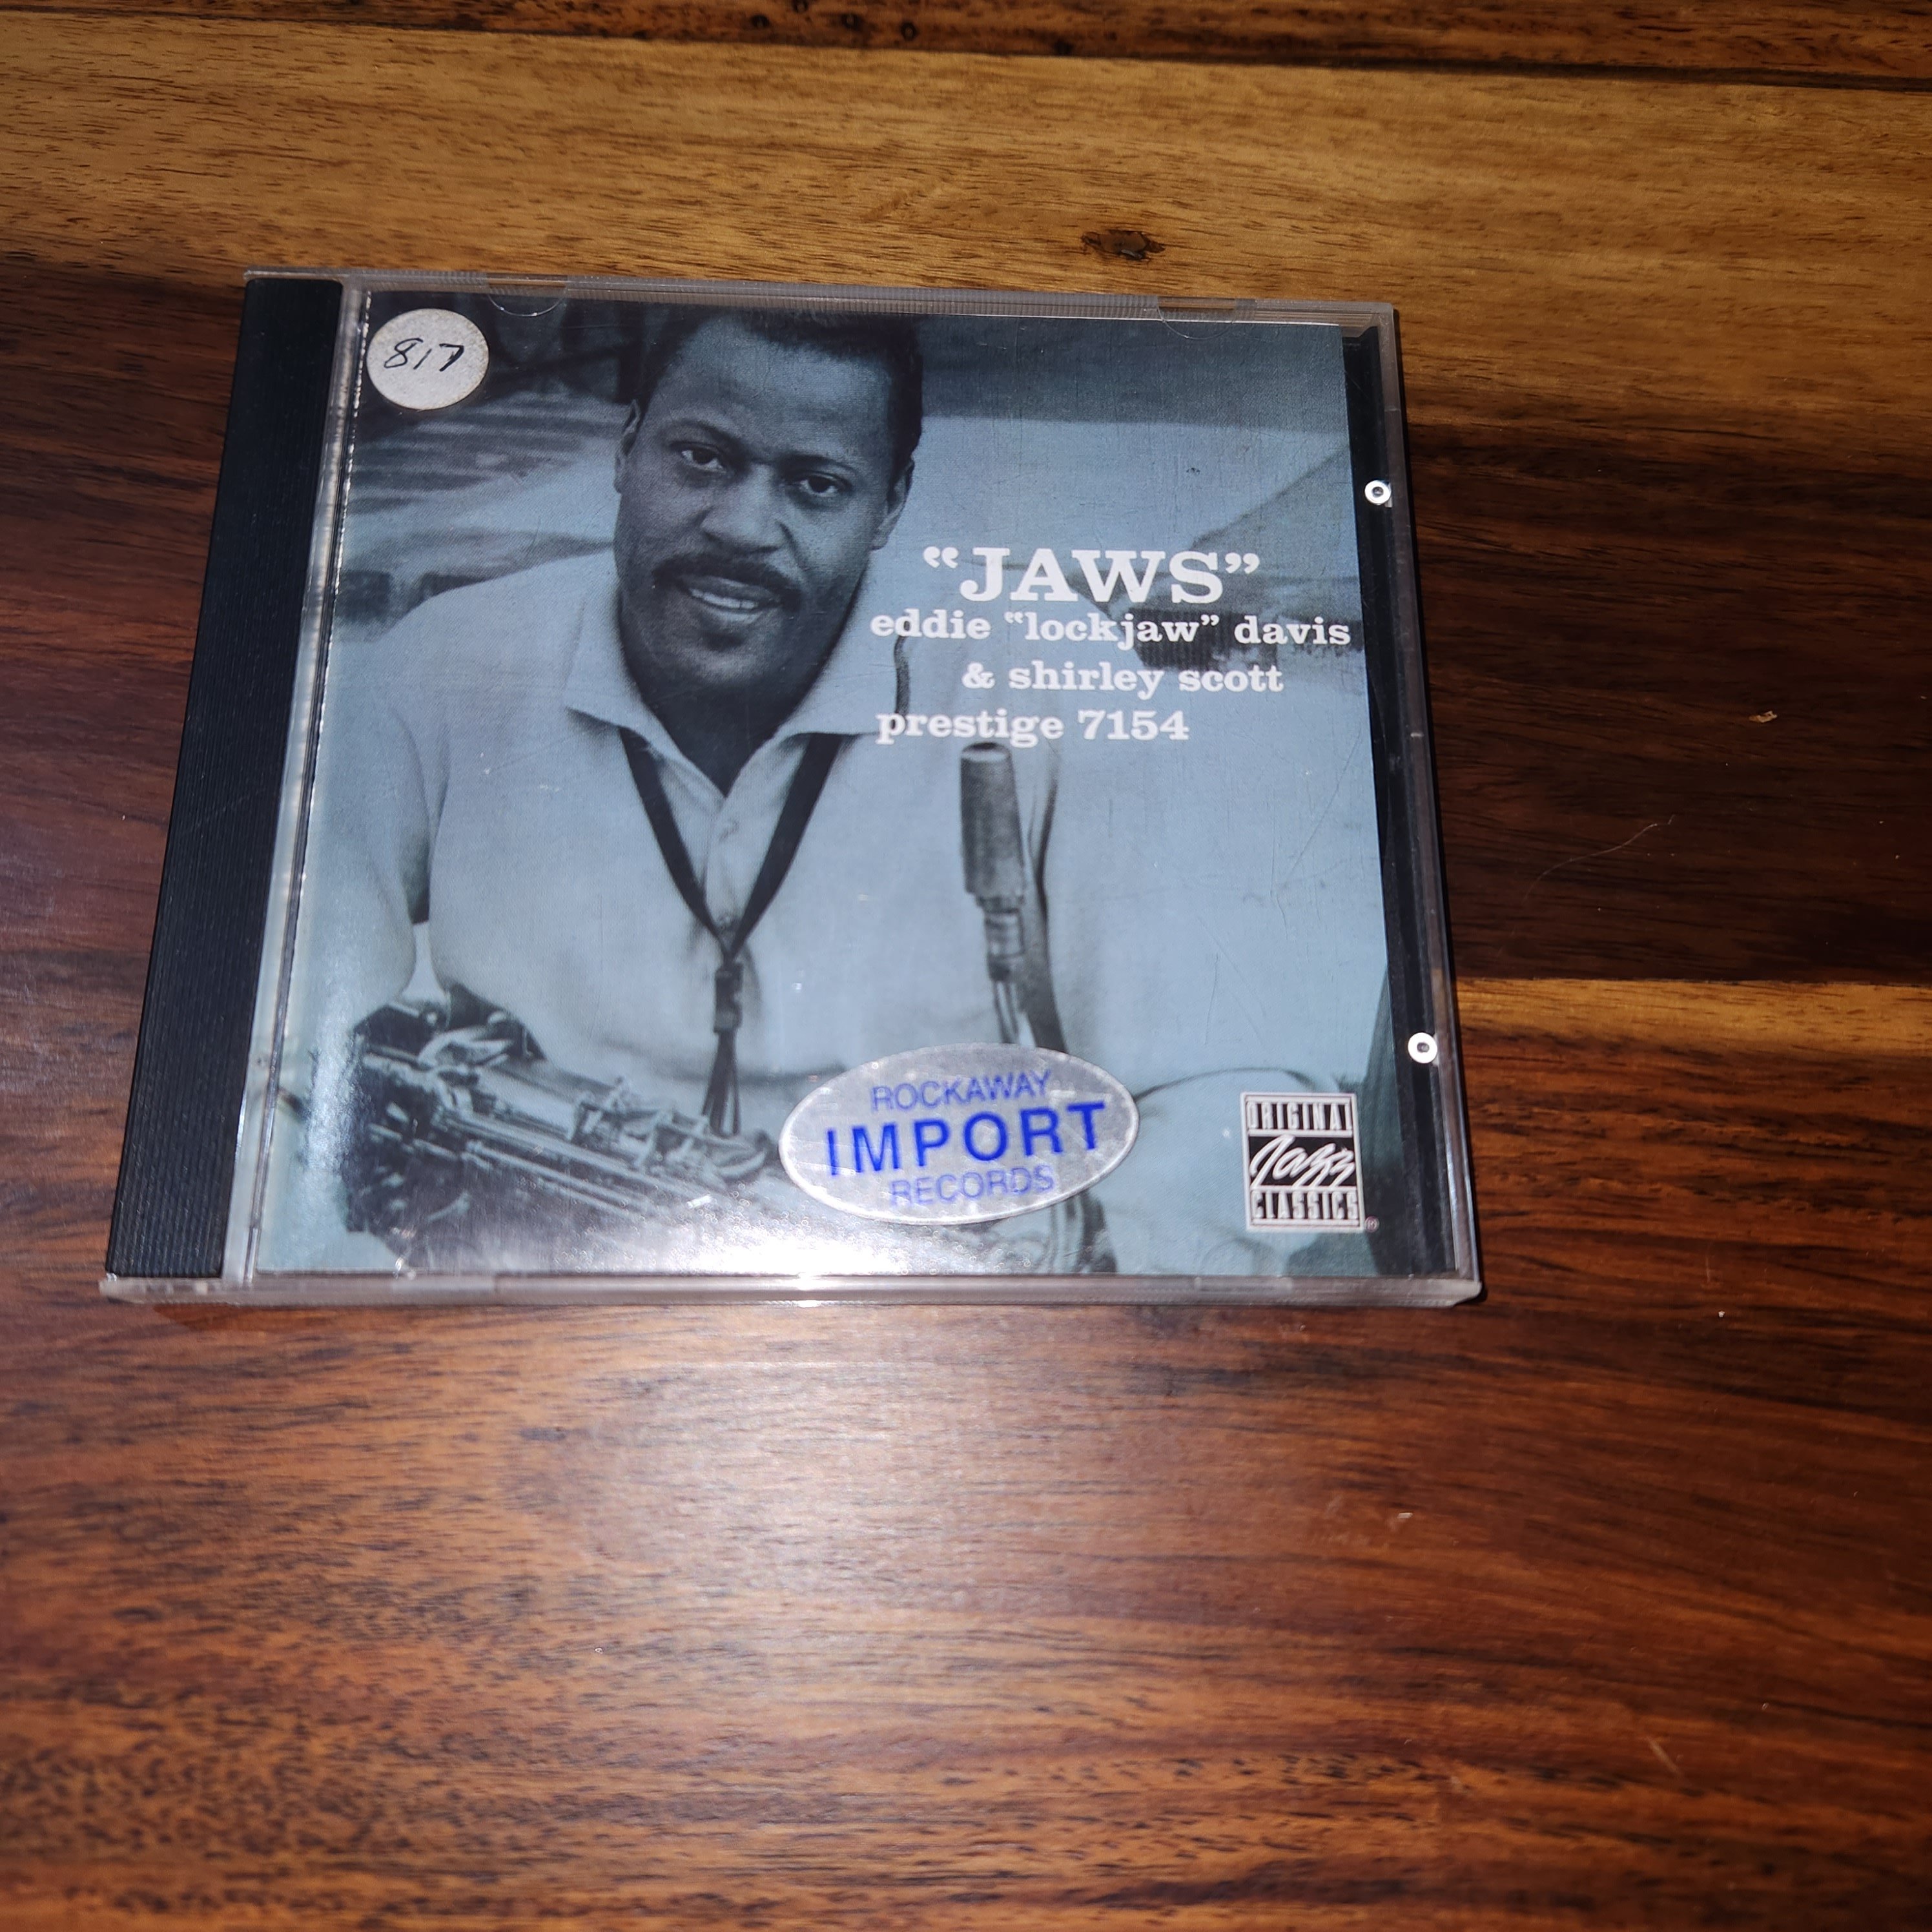 817
“JAWS”
eddie “lockjaw” davis
& shirley scott
prestige 7154
ROCKAWAY
IMPORT
RECORDS
ORIGINAL
Jazz
CLASSICS
®